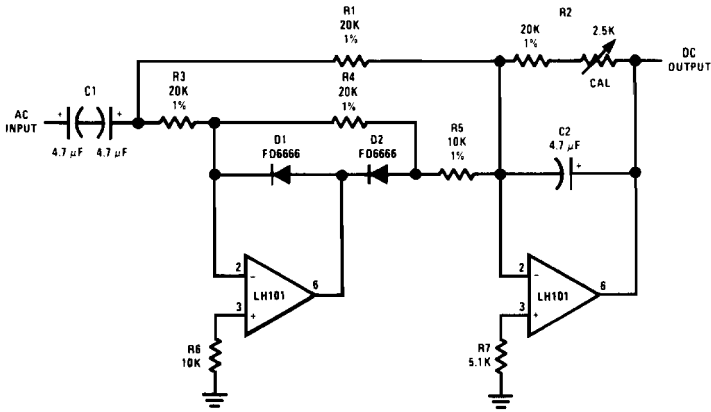 R1
20K
1%
R2
20K
1%
2.5K
CAL
DC
OUTPUT
AC
INPUT
+
C1
+
4.7 µF
4.7 µF
R3
20K
1%
R4
20K
1%
D1
FD6666
D2
FD6666
R5
10K
1%
C2
4.7 µF
+
2
−
LH101
6
3
+
R6
10K
2
−
LH101
6
3
+
R7
5.1K